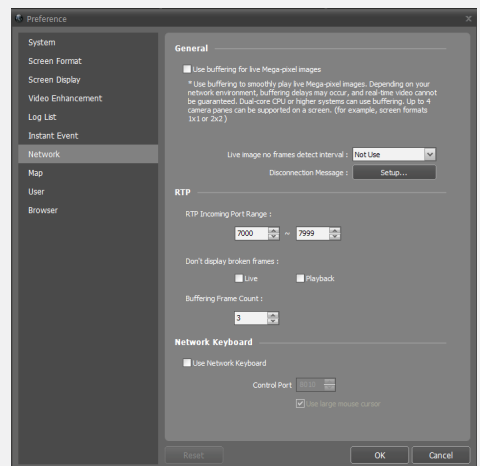 Preference
x
System
Screen Format
Screen Display
Video Enhancement
Log List
Instant Event
Network
Map
User
Browser
General
Use buffering for live Mega-pixel images
* Use buffering to smoothly play live Mega-pixel images. Depending on your
network environment, buffering delays may occur, and real-time video cannot
be guaranteed. Dual-core CPU or higher systems can use buffering. Up to 4
camera panes can be supported on a screen. (for example, screen formats
1x1 or 2x2 )
Live image no frames detect interval : Not Use
Disconnection Message : Setup...
RTP
RTP Incoming Port Range :
7000 ~ 7999
Don't display broken frames :
Live Playback
Buffering Frame Count :
3
Network Keyboard
Use Network Keyboard
Control Port
Use large mouse cursor
Reset OK Cancel